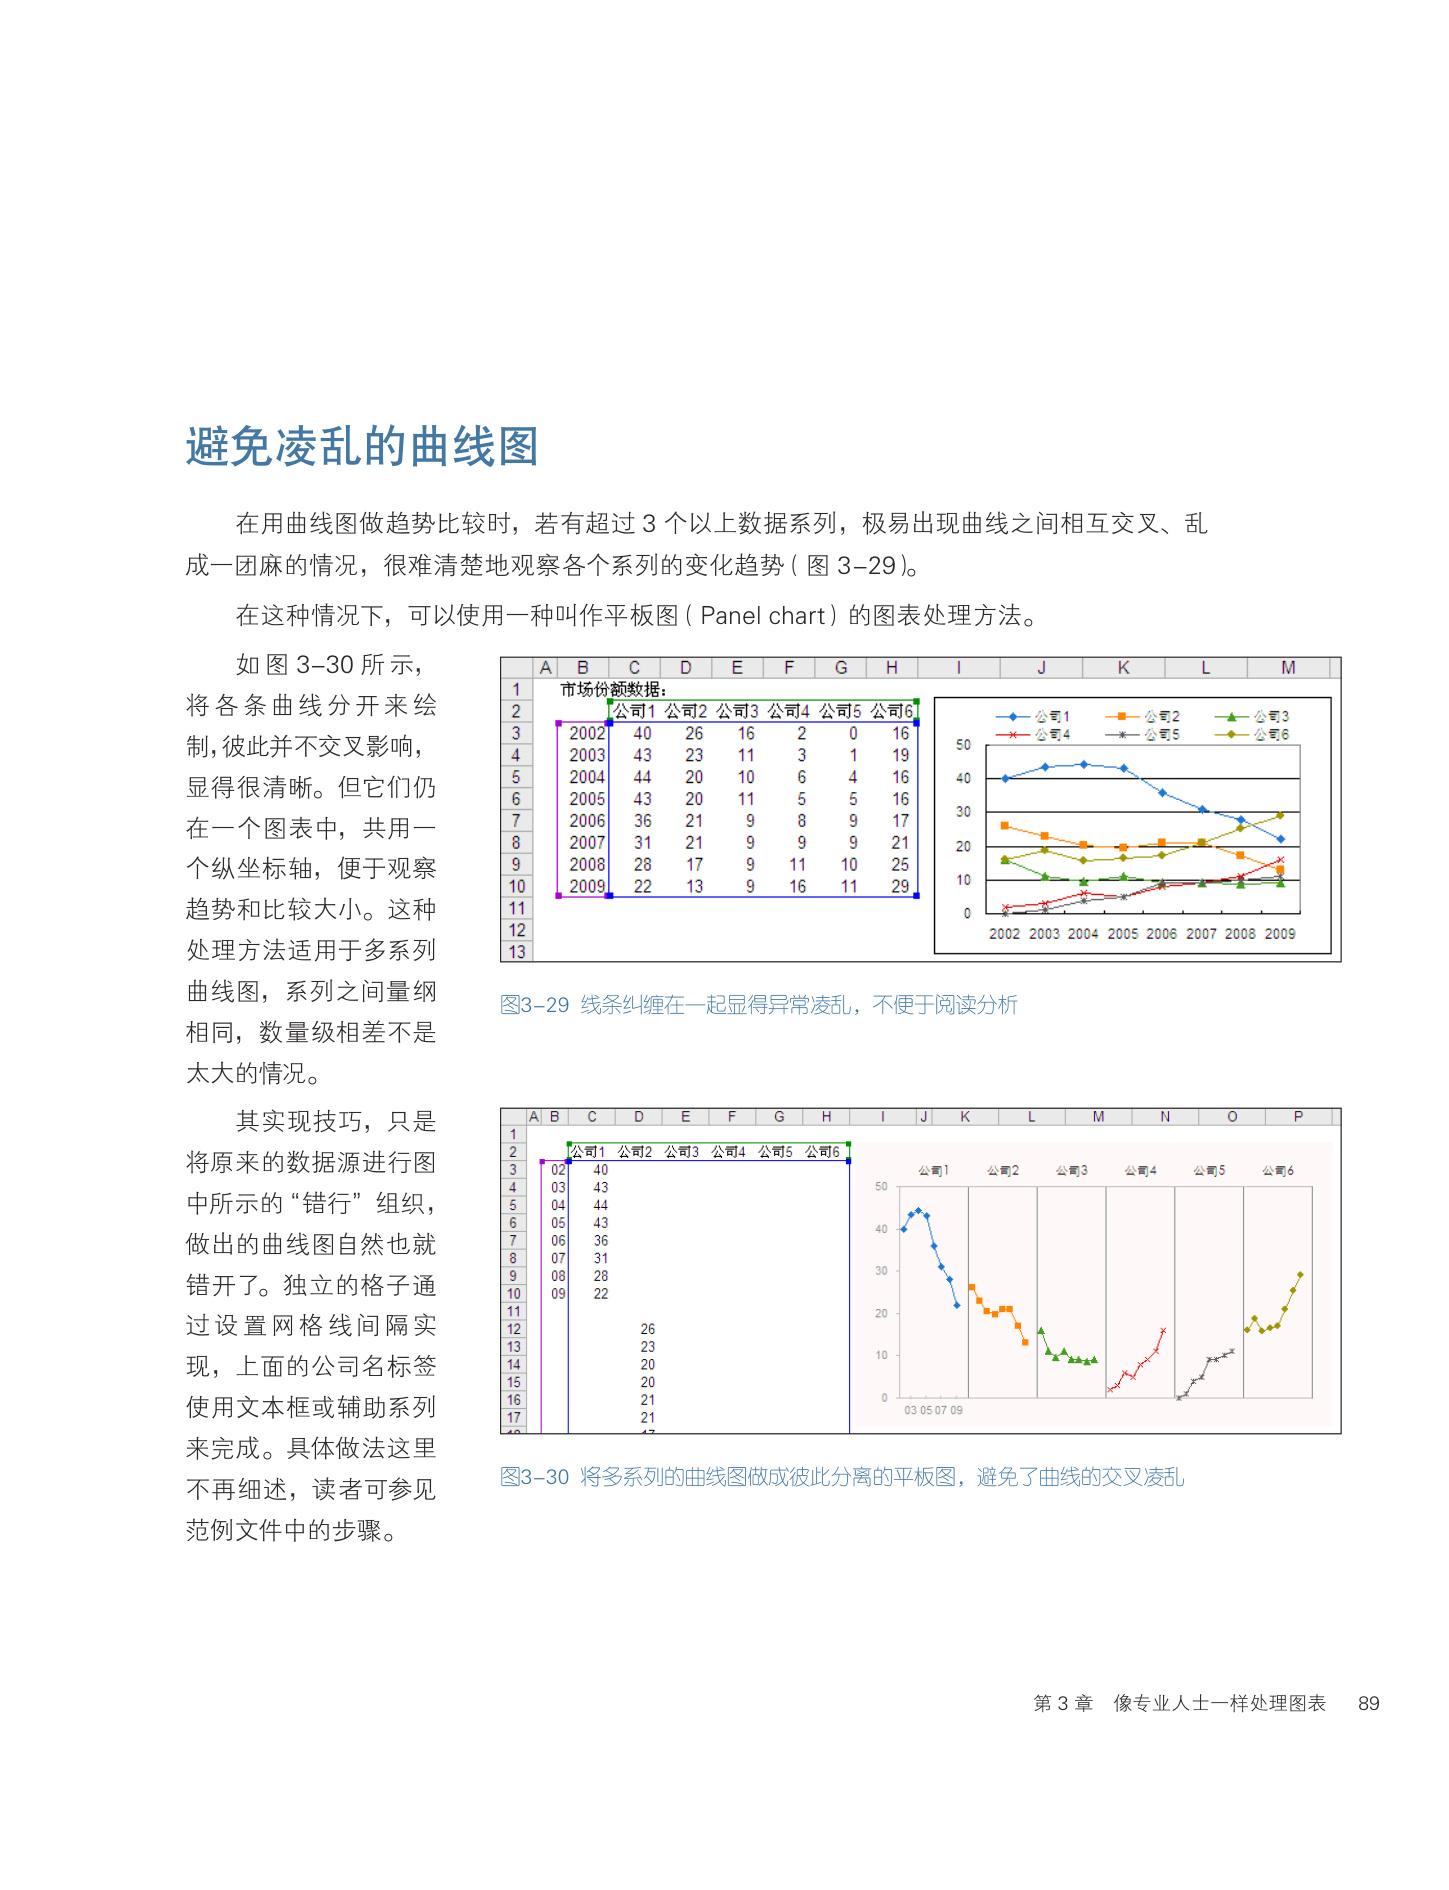 避免凌乱的曲线图
在用曲线图做趋势比较时，若有超过 3 个以上数据系列，极易出现曲线之间相互交叉、乱
成一团麻的情况，很难清楚地观察各个系列的变化趋势（图 3–29）。
在这种情况下，可以使用一种叫作平板图（Panel chart）的图表处理方法。
如图 3–30 所示，
将各条曲线分开来绘
制，彼此并不交叉影响，
显得很清晰。但它们仍
在一个图表中，共用一
个纵坐标轴，便于观察
趋势和比较大小。这种
处理方法适用于多系列
曲线图，系列之间量纲
相同，数量级相差不是
太大的情况。
其实现技巧，只是
将原来的数据源进行图
中所示的“错行”组织，
做出的曲线图自然也就
错开了。独立的格子通
过设置网格线间隔实
现，上面的公司名标签
使用文本框或辅助系列
来完成。具体做法这里
不再细述，读者可参见
范例文件中的步骤。
A B C D E F G H I J K L M
1 市场份额数据：
2 公司1 公司2 公司3 公司4 公司5 公司6
3 2002 40 26 16 2 0 16
4 2003 43 23 11 3 1 19
5 2004 44 20 10 6 4 16
6 2005 43 20 11 5 5 16
7 2006 36 21 9 8 9 17
8 2007 31 21 9 9 9 21
9 2008 28 17 9 11 10 25
10 2009 22 13 9 16 11 29
11
12
13
公司1 公司2 公司3
公司4 公司5 公司6
50
40
30
20
10
0
2002 2003 2004 2005 2006 2007 2008 2009
图3–29 线条纠缠在一起显得异常凌乱，不便于阅读分析
A B C D E F G H I J K L M N O P
1
2 公司1 公司2 公司3 公司4 公司5 公司6
3 02 40
4 03 43
5 04 44
6 05 43
7 06 36
8 07 31
9 08 28
10 09 22
11
12 26
13 23
14 20
15 20
16 21
17 21
公司1 公司2 公司3 公司4 公司5 公司6
50
40
30
20
10
0
03 05 07 09
图3–30 将多系列的曲线图做成彼此分离的平板图，避免了曲线的交叉凌乱
第 3 章 像专业人士一样处理图表 89